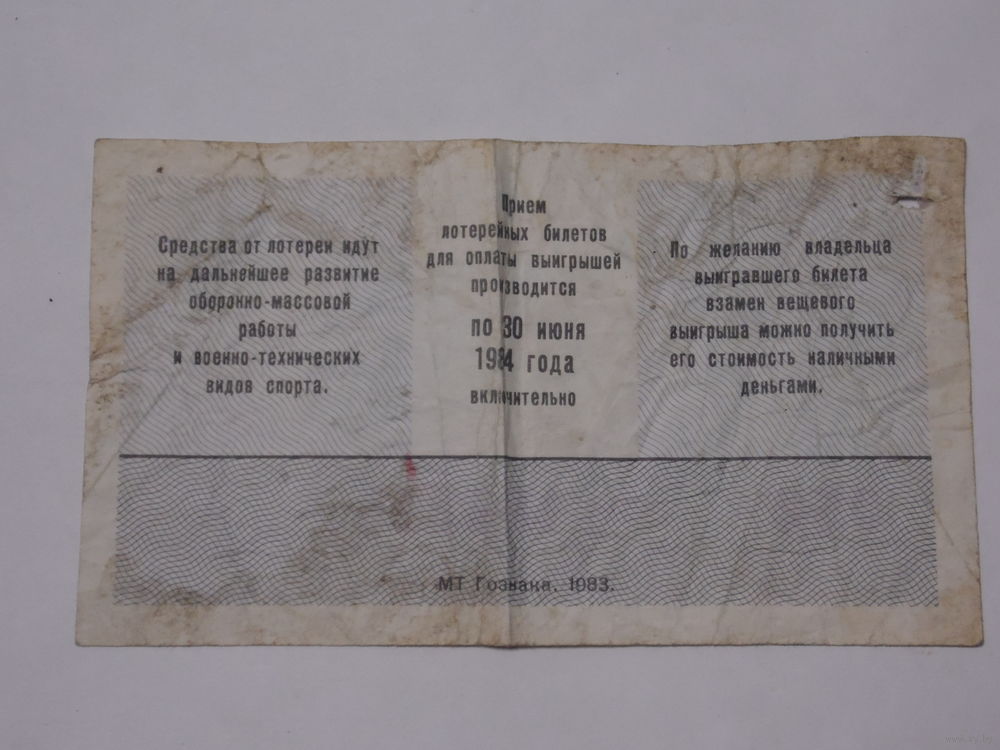 Средства от лотереи идут
на дальнейшее развитие
оборонно-массовой
работы
и военно-технических
видов спорта.
Прием
лотерейных билетов
для оплаты выигрышей
производится
по 30 июня
1984 года
включительно
По желанию владельца
выигравшего билета
взамен вещевого
выигрыша можно получить
его стоимость наличными
деньгами.
МТ Гознака. 1983.